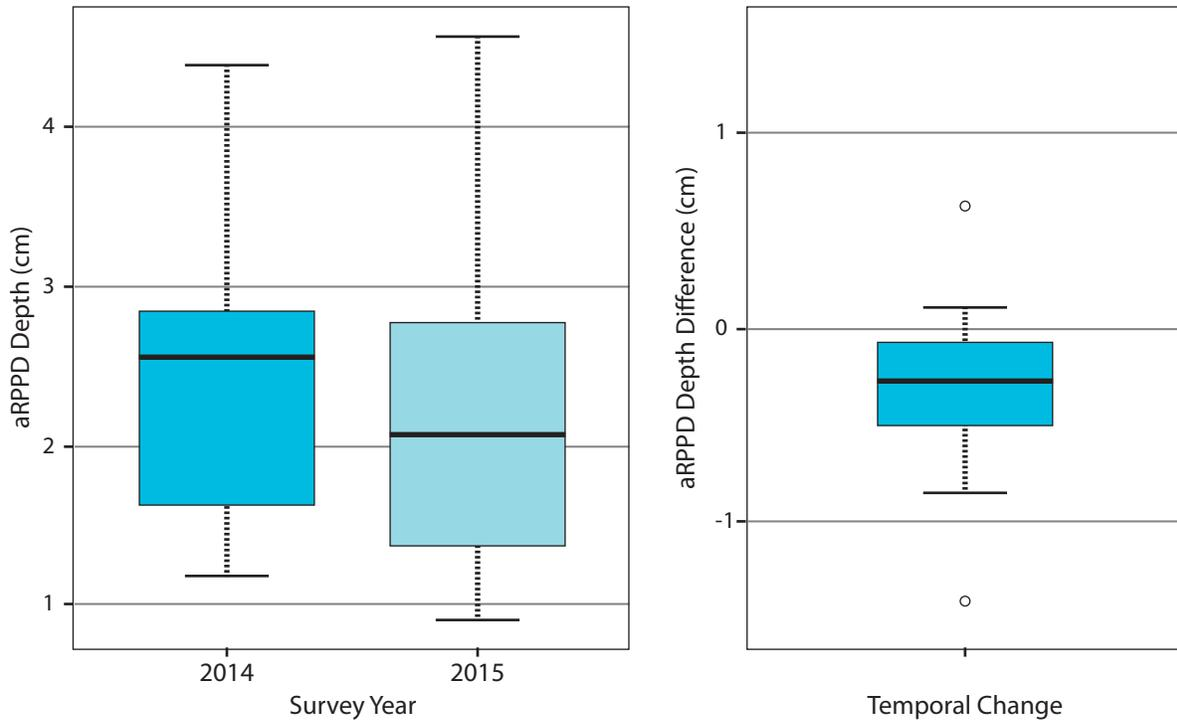 aRPPD Depth (cm)
4
3
2
1
2014
2015
Survey Year
aRPPD Depth Difference (cm)
1
0
-1
Temporal Change